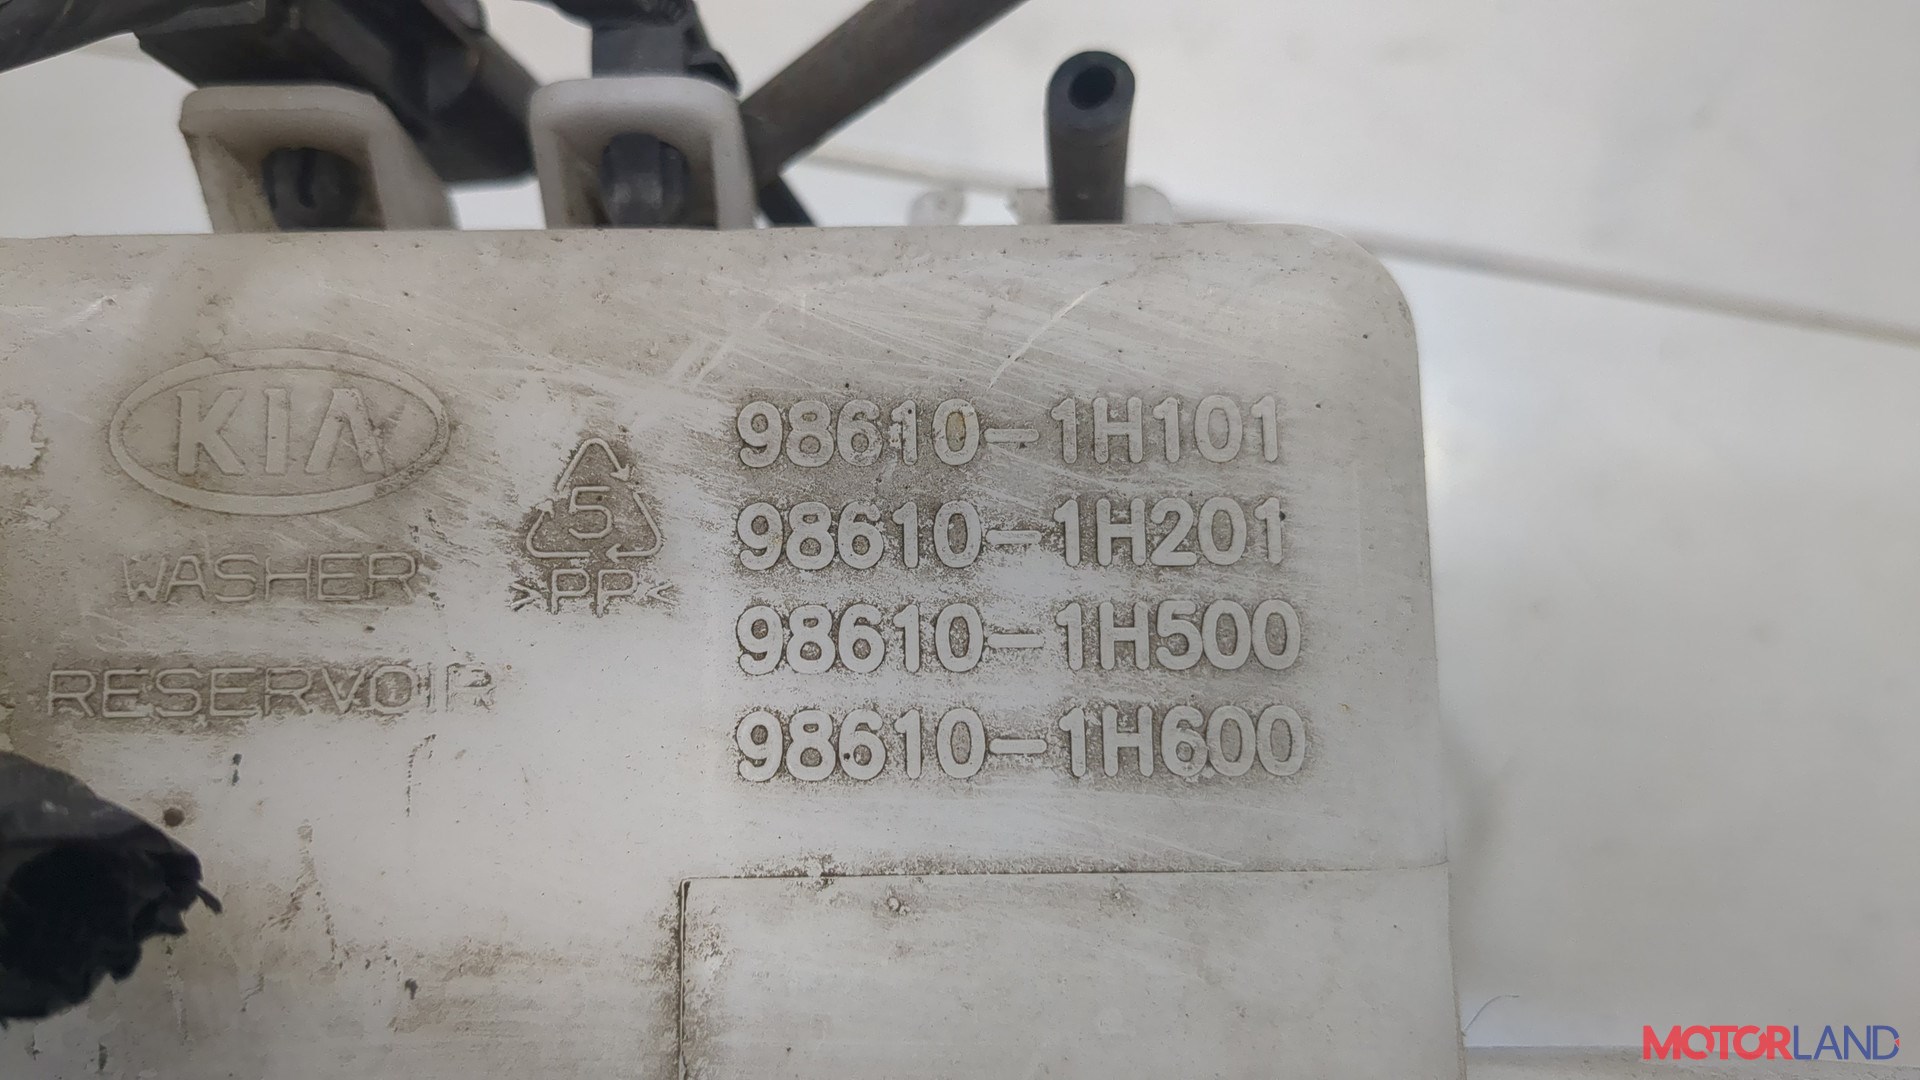 KIA
WASHER
RESERVOIR
5
>PP<
98610-1H101
98610-1H201
98610-1H500
98610-1H600
MOTORLAND